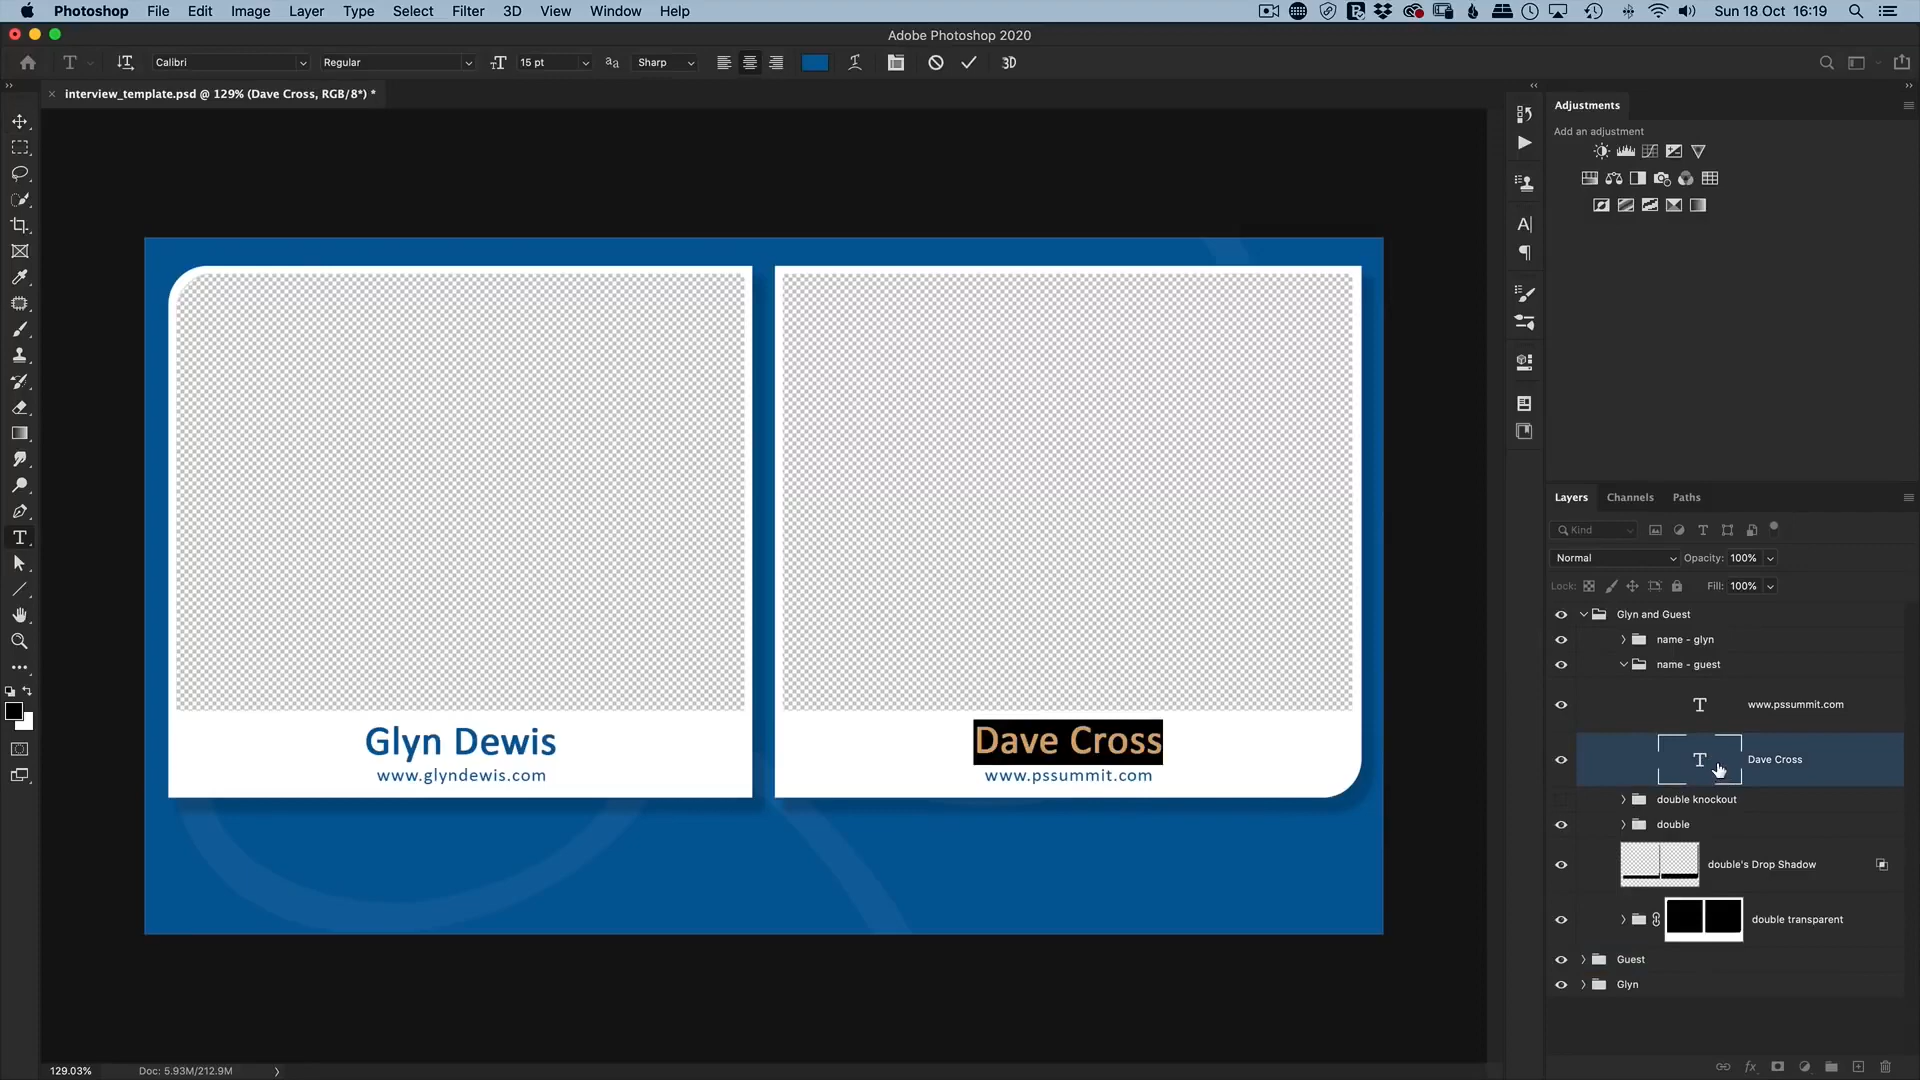 Photoshop File Edit Image Layer Type Select Filter 3D View Window Help Sun 18 Oct 16:19
Adobe Photoshop 2020
Calibri Regular 15 pt Sharp 3D
interview_template.psd @ 129% (Dave Cross, RGB/8*) *
Adjustments
Add an adjustment
Glyn Dewis
www.glyndewis.com
Dave Cross
www.pssummit.com
Layers Channels Paths
Kind
Normal Opacity: 100%
Lock: Fill: 100%
Glyn and Guest
name - glyn
name - guest
www.pssummit.com
Dave Cross
double knockout
double
double's Drop Shadow
double transparent
Guest
Glyn
129.03% Doc: 5.93M/212.9M